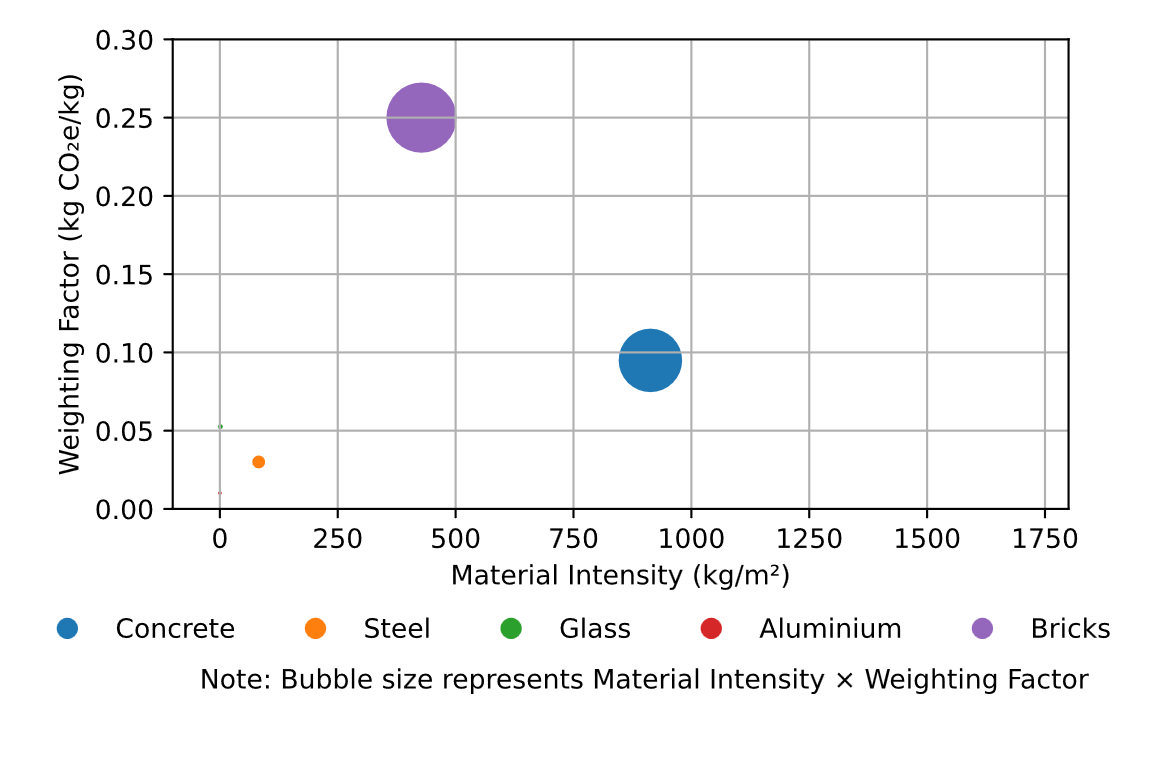 0.30
0.25
0.20
0.15
0.10
0.05
0.00
Weighting Factor (kg CO₂e/kg)
0 250 500 750 1000 1250 1500 1750
Material Intensity (kg/m²)
Concrete Steel Glass Aluminium Bricks
Note: Bubble size represents Material Intensity × Weighting Factor